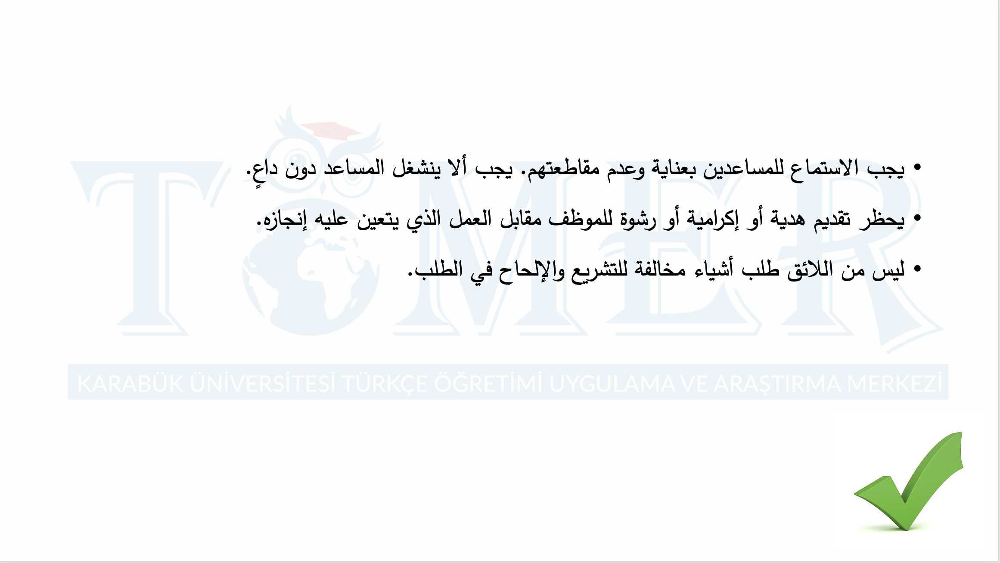 • يجب الاستماع للمساعدين بعناية وعدم مقاطعتهم. يجب ألا ينشغل المساعد دون داعٍ.
• يحظر تقديم هدية أو إكرامية أو رشوة للموظف مقابل العمل الذي يتعين عليه إنجازه.
• ليس من اللائق طلب أشياء مخالفة للتشريع والإلحاح في الطلب.
TÖMER
KARABÜK ÜNİVERSİTESİ TÜRKÇE ÖĞRETİMİ UYGULAMA VE ARAŞTIRMA MERKEZİ